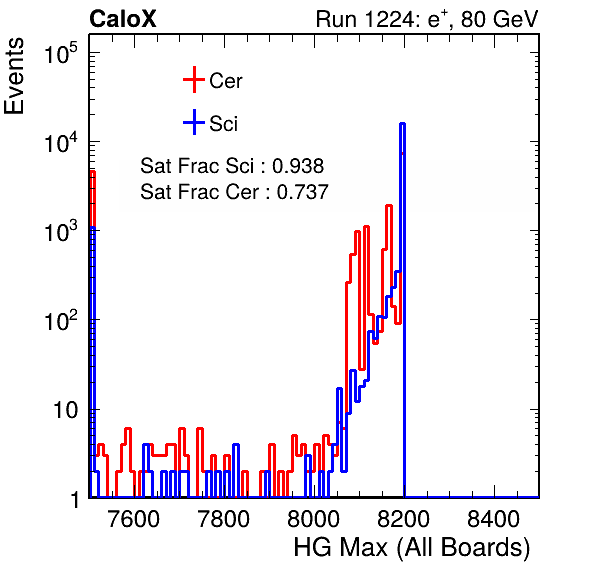 CaloX Run 1224: e⁺, 80 GeV
Events
Cer
Sci
Sat Frac Sci : 0.938
Sat Frac Cer : 0.737
10⁵
10⁴
10³
10²
10
1
7600 7800 8000 8200 8400
HG Max (All Boards)